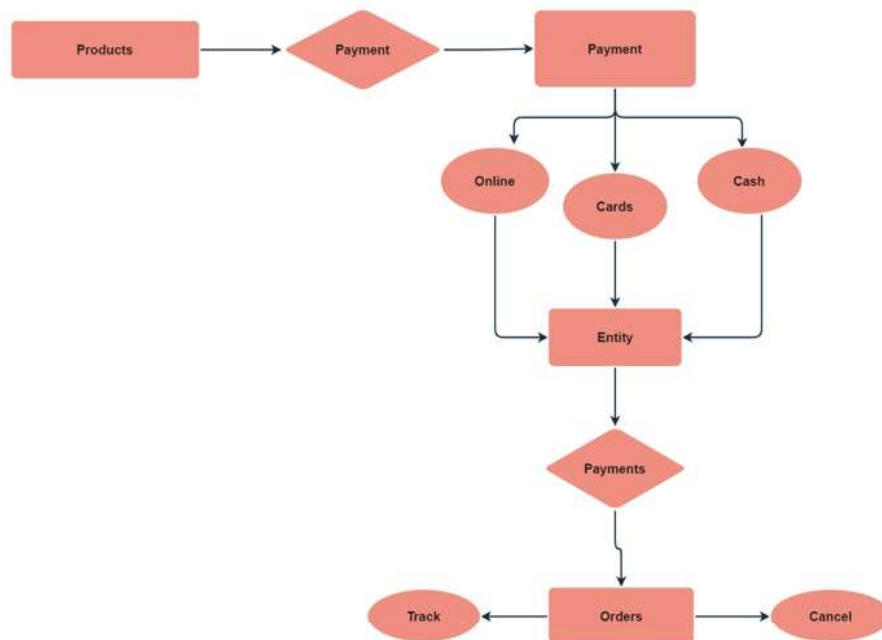 Products
Payment
Payment
Online
Cards
Cash
Entity
Payments
Track
Orders
Cancel